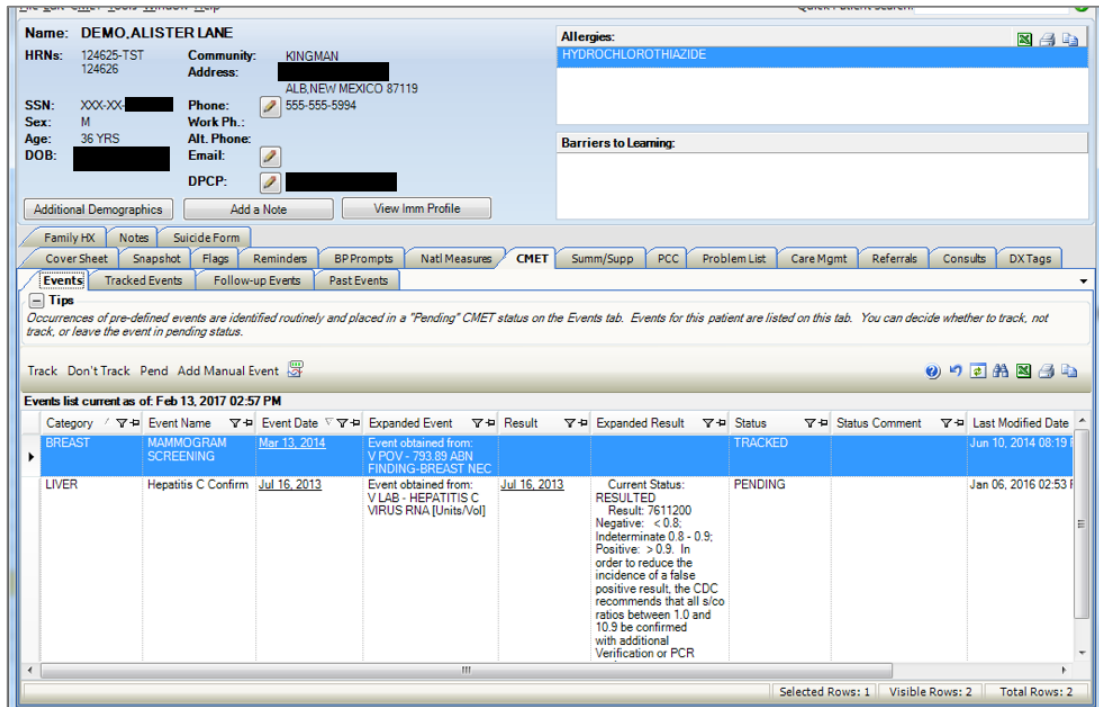 File Edit CMET Tools Window Help Quick Patient Search:
Name: DEMO,ALISTER LANE
HRNs: 124625-TST
124626
Community: KINGMAN
Address:
ALB,NEW MEXICO 87119
SSN: XXX-XX-
Phone: 555-555-5994
Sex: M
Work Ph.:
Age: 36 YRS
Alt. Phone:
DOB:
Email:
DPCP:
Allergies:
HYDROCHLOROTHIAZIDE
Barriers to Learning:
Additional Demographics Add a Note View Imm Profile
Family HX Notes Suicide Form
Cover Sheet Snapshot Flags Reminders BP Prompts Natl Measures CMET Summ/Supp PCC Problem List Care Mgmt Referrals Consults DX Tags
Events Tracked Events Follow-up Events Past Events
Tips
Occurrences of pre-defined events are identified routinely and placed in a "Pending" CMET status on the Events tab. Events for this patient are listed on this tab. You can decide whether to track, not
track, or leave the event in pending status.
Track Don't Track Pend Add Manual Event
Events list current as of: Feb 13, 2017 02:57 PM
Category Event Name Event Date Expanded Event Result Expanded Result Status Status Comment Last Modified Date
BREAST MAMMOGRAM Mar 13, 2014 Event obtained from: TRACKED Jun 10, 2014 08:19
SCREENING V POV - 793.89 ABN
FINDING-BREAST NEC
LIVER Hepatitis C Confirm Jul 16, 2013 Event obtained from: Jul 16, 2013 Current Status: PENDING Jan 06, 2016 02:53
V LAB - HEPATITIS C RESULTED
VIRUS RNA [Units/Vol] Result: 7611200
Negative: < 0.8;
Indeterminate 0.8 - 0.9;
Positive: > 0.9. In
order to reduce the
incidence of a false
positive result, the CDC
recommends that all s/co
ratios between 1.0 and
10.9 be confirmed
with additional
Verification or PCR
Selected Rows: 1 Visible Rows: 2 Total Rows: 2